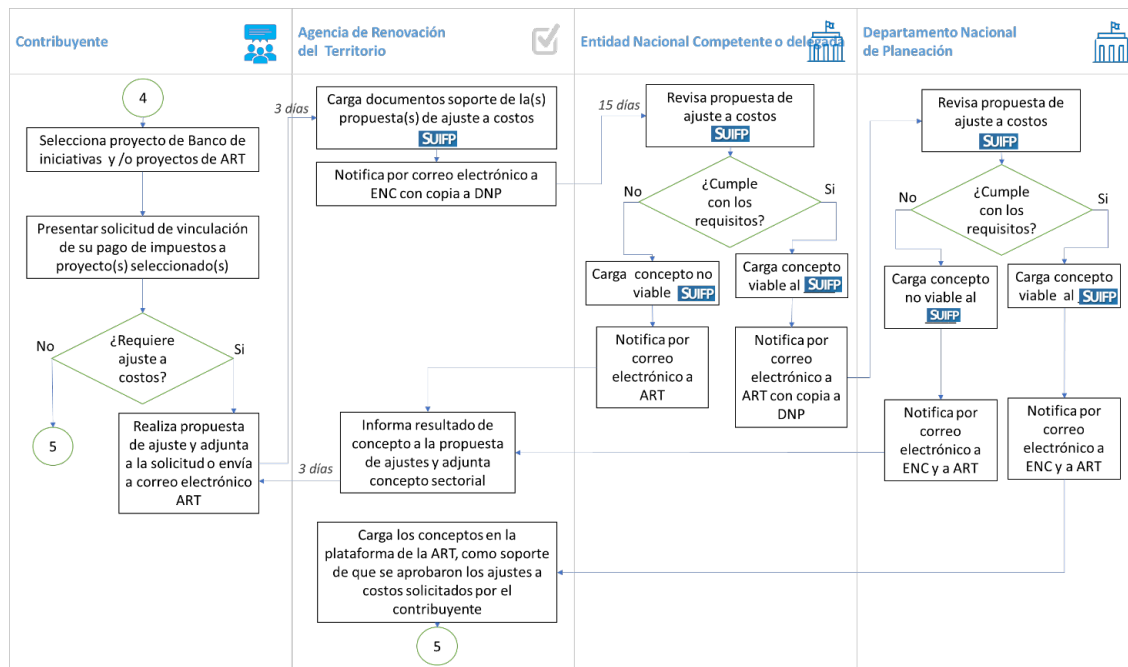 Contribuyente
Agencia de Renovación
del Territorio
Entidad Nacional Competente o delegada
Departamento Nacional
de Planeación
4
Selecciona proyecto de Banco de
iniciativas y /o proyectos de ART
Presentar solicitud de vinculación
de su pago de impuestos a
proyecto(s) seleccionado(s)
¿Requiere
ajuste a
costos?
No
Si
5
Realiza propuesta
de ajuste y adjunta
a la solicitud o envía
a correo electrónico
ART
3 días
Carga documentos soporte de la(s)
propuesta(s) de ajuste a costos
SUIFP
Notifica por correo electrónico a
ENC con copia a DNP
15 días
Revisa propuesta de
ajuste a costos
SUIFP
¿Cumple
con los
requisitos?
No
Si
Carga concepto no
viable SUIFP
Carga concepto
viable al SUIFP
Notifica por
correo
electrónico a
ART
Notifica por
correo
electrónico a
ART con copia a
DNP
Revisa propuesta de
ajuste a costos
SUIFP
¿Cumple
con los
requisitos?
No
Si
Carga concepto
no viable al
SUIFP
Carga concepto
viable al SUIFP
Notifica por
correo
electrónico a
ENC y a ART
Notifica por
correo
electrónico a
ENC y a ART
Informa resultado de
concepto a la propuesta
de ajustes y adjunta
concepto sectorial
3 días
Carga los conceptos en la
plataforma de la ART, como soporte
de que se aprobaron los ajustes a
costos solicitados por el
contribuyente
5